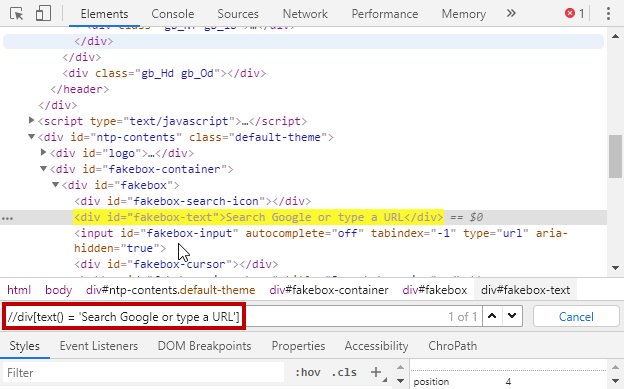 Elements Console Sources Network Performance Memory » 1
</div>
</div>
<div class="gb_Hd gb_Od"></div>
</header>
</div>
<script type="text/javascript">…</script>
<div id="ntp-contents" class="default-theme">
<div id="logo">…</div>
<div id="fakebox-container">
<div id="fakebox">
<div id="fakebox-search-icon"></div>
… <div id="fakebox-text">Search Google or type a URL</div> == $0
<input id="fakebox-input" autocomplete="off" tabindex="-1" type="url" aria-
hidden="true">
<div id="fakebox-cursor"></div>
html body div#ntp-contents.default-theme div#fakebox-container div#fakebox div#fakebox-text
//div[text() = 'Search Google or type a URL'] 1 of 1 Cancel
Styles Event Listeners DOM Breakpoints Properties Accessibility ChroPath
Filter :hov .cls +
position 4